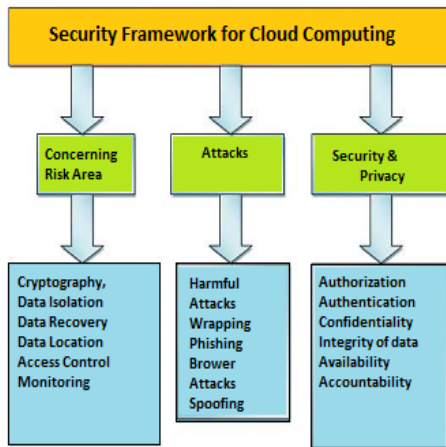 Security Framework for Cloud Computing
Concerning
Risk Area
Attacks
Security &
Privacy
Cryptography,
Data Isolation
Data Recovery
Data Location
Access Control
Monitoring
Harmful
Attacks
Wrapping
Phishing
Brower
Attacks
Spoofing
Authorization
Authentication
Confidentiality
Integrity of data
Availability
Accountability